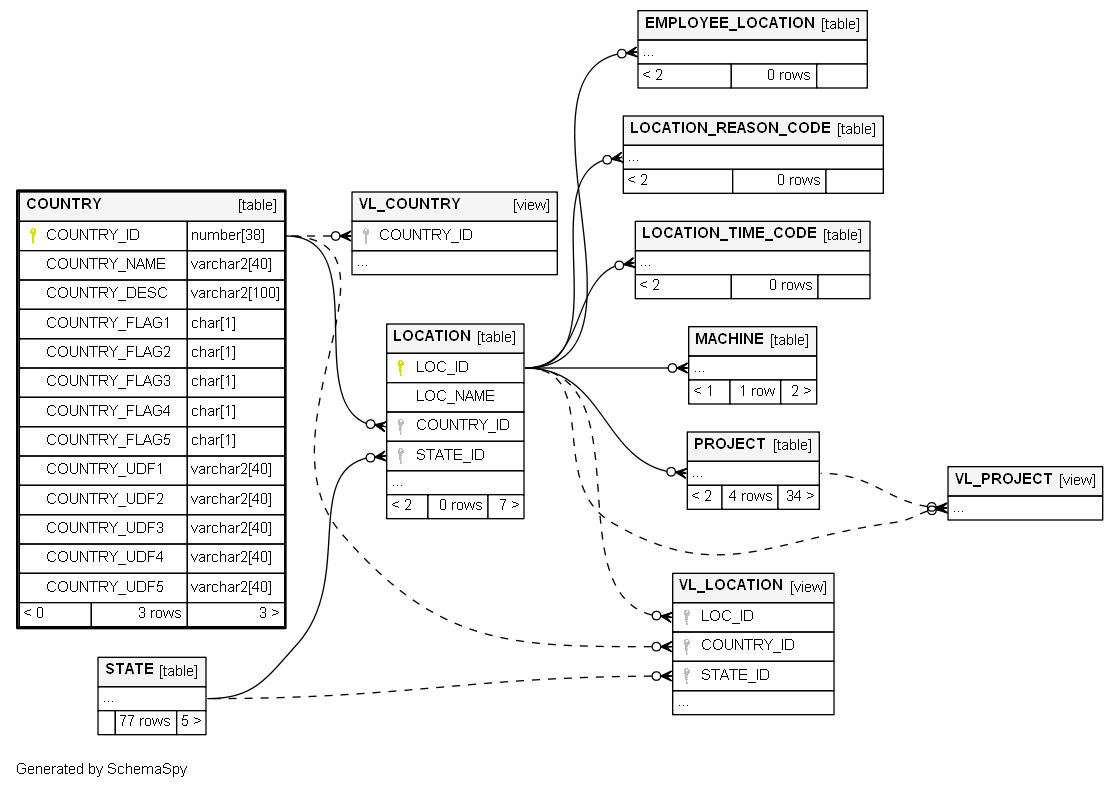 EMPLOYEE_LOCATION [table]
...
< 2 0 rows
LOCATION_REASON_CODE [table]
...
< 2 0 rows
COUNTRY [table]
COUNTRY_ID number[38]
COUNTRY_NAME varchar2[40]
COUNTRY_DESC varchar2[100]
COUNTRY_FLAG1 char[1]
COUNTRY_FLAG2 char[1]
COUNTRY_FLAG3 char[1]
COUNTRY_FLAG4 char[1]
COUNTRY_FLAG5 char[1]
COUNTRY_UDF1 varchar2[40]
COUNTRY_UDF2 varchar2[40]
COUNTRY_UDF3 varchar2[40]
COUNTRY_UDF4 varchar2[40]
COUNTRY_UDF5 varchar2[40]
< 0 3 rows 3 >
VL_COUNTRY [view]
COUNTRY_ID
...
LOCATION_TIME_CODE [table]
...
< 2 0 rows
LOCATION [table]
LOC_ID
LOC_NAME
COUNTRY_ID
STATE_ID
...
< 2 0 rows 7 >
MACHINE [table]
...
< 1 1 row 2 >
PROJECT [table]
...
< 2 4 rows 34 >
VL_PROJECT [view]
...
VL_LOCATION [view]
LOC_ID
COUNTRY_ID
STATE_ID
...
STATE [table]
...
77 rows 5 >
Generated by SchemaSpy